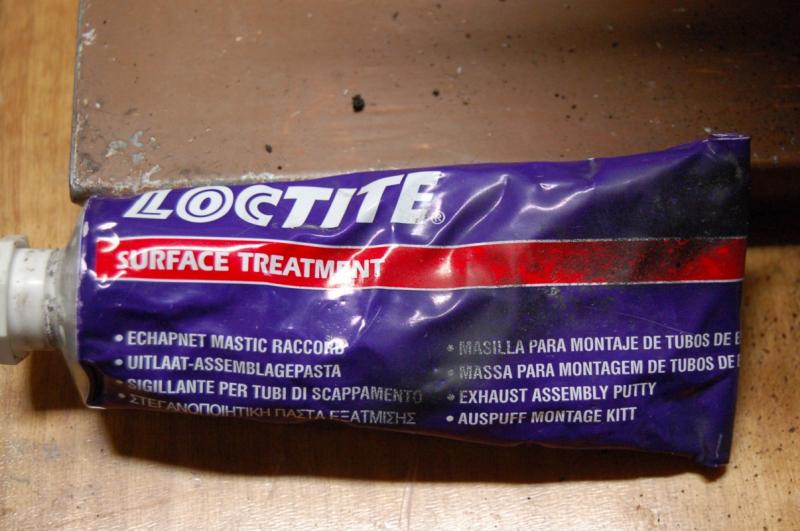 LOCTITE®
SURFACE TREATMENT
• ECHAPNET MASTIC RACCORD
• UITLAAT-ASSEMBLAGEPASTA
• SIGILLANTE PER TUBI DI SCAPPAMENTO
• ΣΤΕΓΑΝΟΠΟΙΗΤΙΚΗ ΠΑΣΤΑ ΕΞΑΤΜΙΣΗΣ
• MASILLA PARA MONTAJE DE TUBOS DE E
• MASSA PARA MONTAGEM DE TUBOS DE E
• EXHAUST ASSEMBLY PUTTY
• AUSPUFF MONTAGE KITT